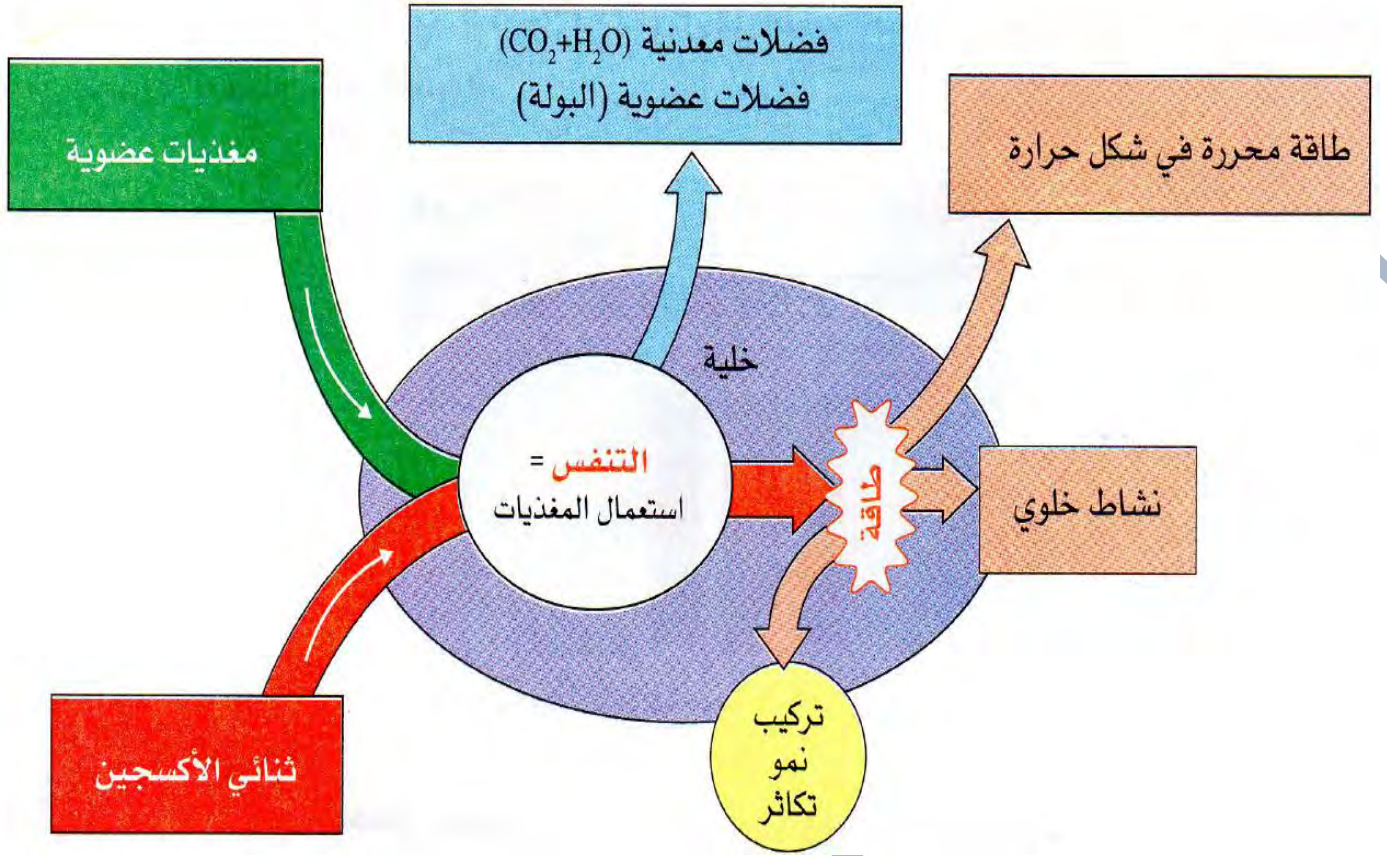 فضلات معدنية (CO₂+H₂O)
فضلات عضوية (البولة)
مغذيات عضوية
طاقة محررة في شكل حرارة
خلية
التنفس =
استعمال المغذيات
طاقة
نشاط خلوي
تركيب
نمو
تكاثر
ثنائي الأكسجين